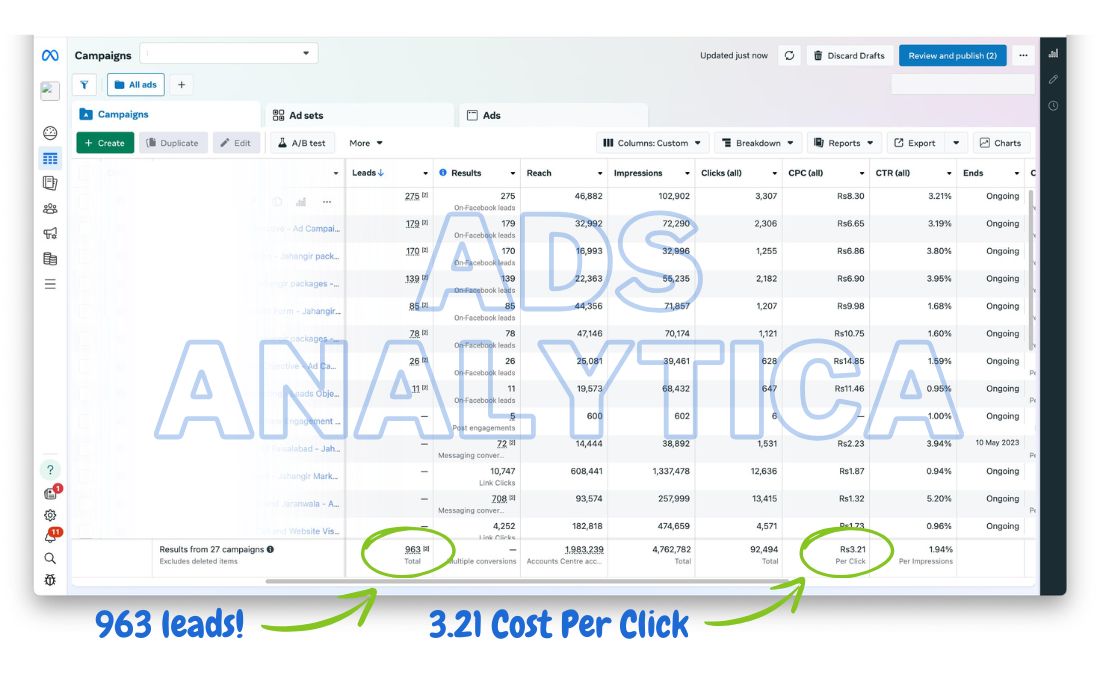 Campaigns
Updated just now
Discard Drafts
Review and publish (2)
All ads
Campaigns
Ad sets
Ads
Create
Duplicate
Edit
A/B test
More
Columns: Custom
Breakdown
Reports
Export
Charts
Leads Results Reach Impressions Clicks (all) CPC (all) CTR (all) Ends
275 [2] 275 46,882 102,902 3,307 Rs8.30 3.21% Ongoing
On-Facebook leads
- Ad Campai... 179 [2] 179 32,992 72,290 2,306 Rs6.65 3.19% Ongoing
On-Facebook leads
- Jahangir pack... 170 [2] 170 16,993 32,996 1,255 Rs6.86 3.80% Ongoing
On-Facebook leads
packages -... 139 [2] 139 22,363 55,235 2,182 Rs6.90 3.95% Ongoing
On-Facebook leads
- Jahangir... 85 [2] 85 44,356 71,857 1,207 Rs9.98 1.68% Ongoing
On-Facebook leads
packages -... 78 [2] 78 47,146 70,174 1,121 Rs10.75 1.60% Ongoing
On-Facebook leads
- Ad Ca... 26 [2] 26 25,081 39,461 628 Rs14.85 1.59% Ongoing
On-Facebook leads
Leads Obje... 11 [2] 11 19,573 68,432 647 Rs11.46 0.95% Ongoing
On-Facebook leads
Engagement ... — 5 600 602 6 — 1.00% Ongoing
Post engagements
- Jah... — 72 [2] 14,444 38,892 1,531 Rs2.23 3.94% 10 May 2023
Messaging conver...
- Jahangir Mark... — 10,747 608,441 1,337,478 12,636 Rs1.87 0.94% Ongoing
Link Clicks
Jaranwala - A... — 708 [2] 93,574 257,999 13,415 Rs1.32 5.20% Ongoing
Messaging conver...
and Website Vis... — 4,252 182,818 474,659 4,571 Rs1.73 0.96% Ongoing
Link Clicks
Results from 27 campaigns 963 [2] — 1,983,239 4,762,782 92,494 Rs3.21 1.94%
Excludes deleted items Total Multiple conversions Accounts Centre acc... Total Total Per Click Per Impressions
1
11
ADS
ANALYTICA
963 leads!
3.21 Cost Per Click